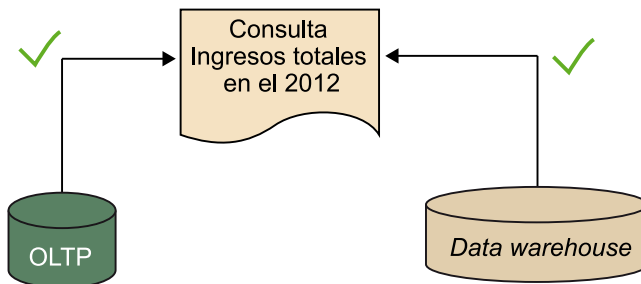 Consulta
Ingresos totales
en el 2012
OLTP
Data warehouse